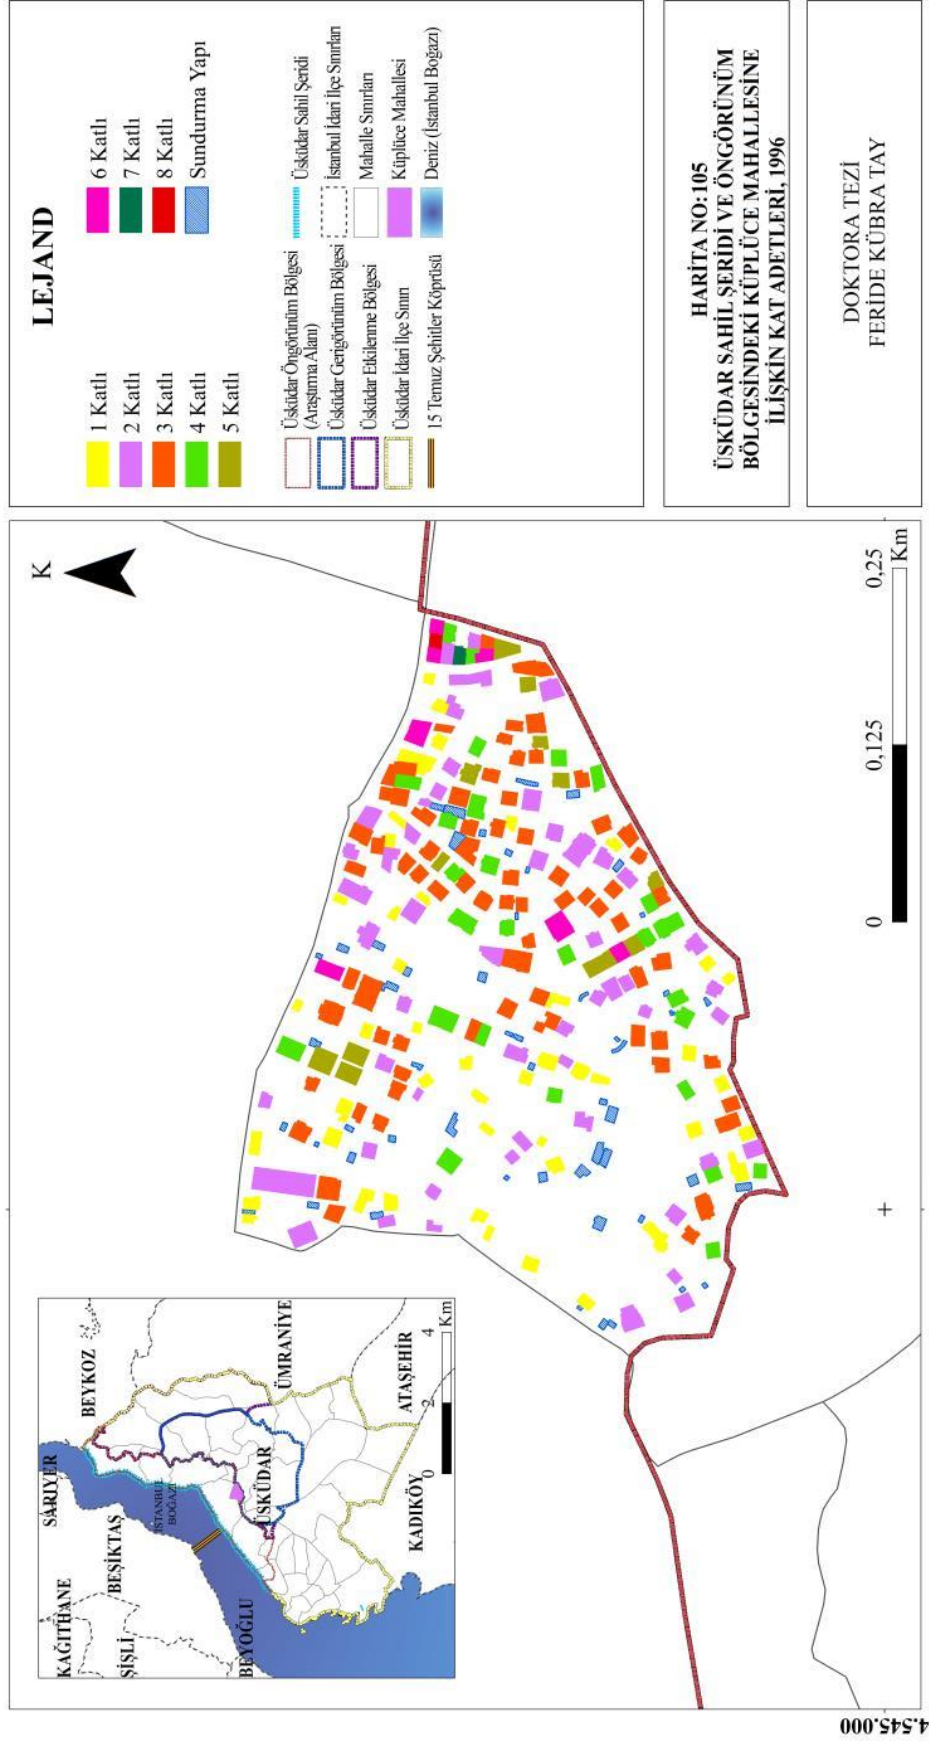 LEJAND
1 Katlı
2 Katlı
3 Katlı
4 Katlı
5 Katlı
6 Katlı
7 Katlı
8 Katlı
Sundurma Yapı
Üsküdar Öngörünüm Bölgesi
(Araştırma Alanı)
Üsküdar Gerigörünüm Bölgesi
Üsküdar Etkilenme Bölgesi
Üsküdar İdari İlçe Sınırı
15 Temuz Şehitler Köprüsü
Üsküdar Sahil Şeridi
İstanbul İdari İlçe Sınırları
Mahalle Sınırları
Küplüce Mahallesi
Deniz (İstanbul Boğazı)
HARİTA NO: 105
ÜSKÜDAR SAHİL ŞERİDİ VE ÖNGÖRÜNÜM
BÖLGESİNDEKİ KÜPLÜCE MAHALLESİNE
İLİŞKİN KAT ADETLERİ, 1996
DOKTORA TEZİ
FERİDE KÜBRA TAY
K
0 0,125 0,25
Km
KAĞITHANE
SARIYER
BEYKOZ
ŞİŞLİ
BEŞİKTAŞ
İSTANBUL
BOĞAZI
BEYOĞLU
ÜSKÜDAR
ÜMRANİYE
KADIKÖY
ATAŞEHİR
0 2 4
Km
4.545.000